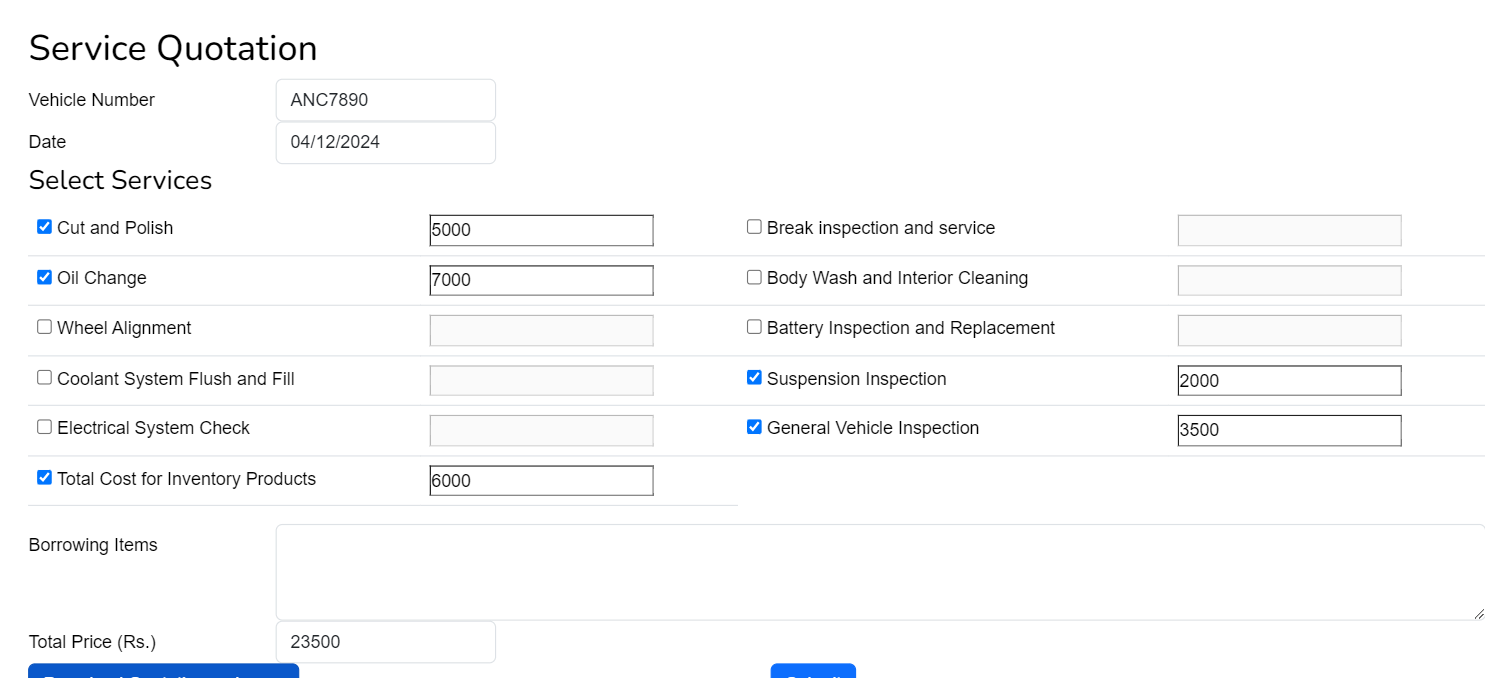 Service Quotation
Vehicle Number ANC7890
Date 04/12/2024
Select Services
Cut and Polish 5000 Break inspection and service
Oil Change 7000 Body Wash and Interior Cleaning
Wheel Alignment Battery Inspection and Replacement
Coolant System Flush and Fill Suspension Inspection 2000
Electrical System Check General Vehicle Inspection 3500
Total Cost for Inventory Products 6000
Borrowing Items
Total Price (Rs.) 23500